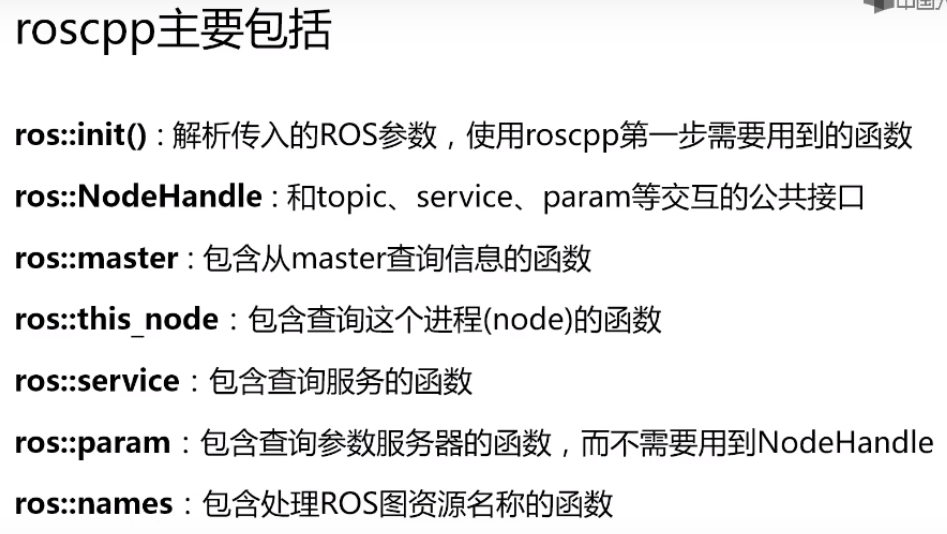 roscpp主要包括
ros::init() : 解析传入的ROS参数，使用roscpp第一步需要用到的函数
ros::NodeHandle : 和topic、service、param等交互的公共接口
ros::master : 包含从master查询信息的函数
ros::this_node：包含查询这个进程(node)的函数
ros::service：包含查询服务的函数
ros::param：包含查询参数服务器的函数，而不需要用到NodeHandle
ros::names：包含处理ROS图资源名称的函数